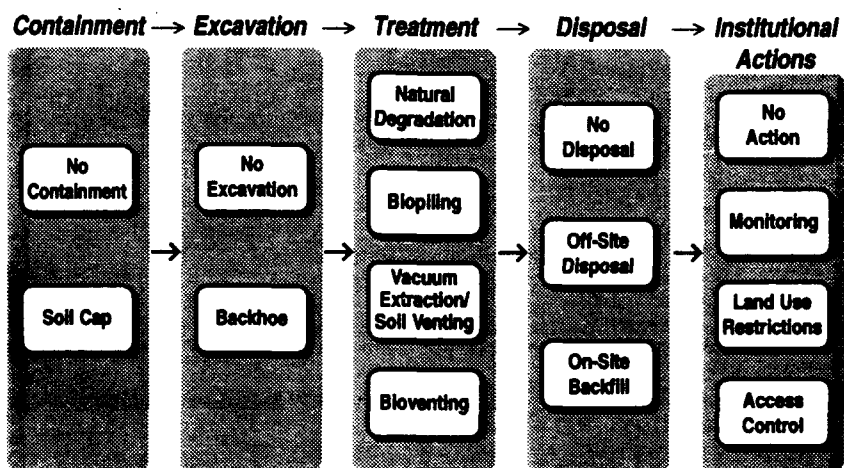 Containment → Excavation → Treatment → Disposal → Institutional
Actions
No
Containment
Soil Cap
No
Excavation
Backhoe
Natural
Degradation
Biopiling
Vacuum
Extraction/
Soil Venting
Bioventing
No
Disposal
Off-Site
Disposal
On-Site
Backfill
No
Action
Monitoring
Land Use
Restrictions
Access
Control